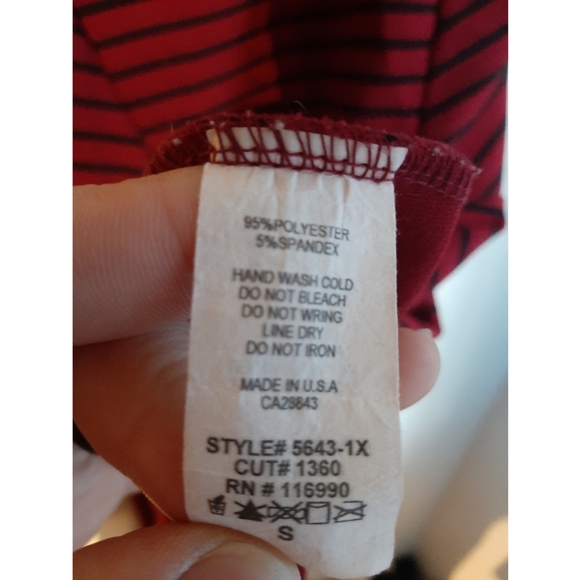 95%POLYESTER
5%SPANDEX
HAND WASH COLD
DO NOT BLEACH
DO NOT WRING
LINE DRY
DO NOT IRON
MADE IN U.S.A
CA28843
STYLE# 5643-1X
CUT# 1360
RN # 116990
S